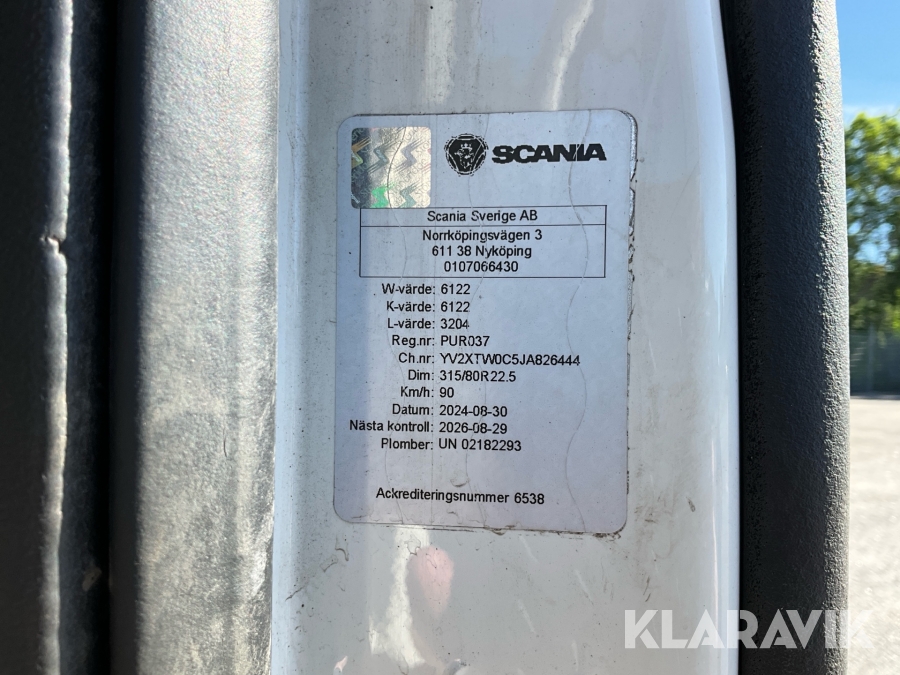 SCANIA
Scania Sverige AB
Norrköpingsvägen 3
611 38 Nyköping
0107066430
W-värde: 6122
K-värde: 6122
L-värde: 3204
Reg.nr: PUR037
Ch.nr: YV2XTW0C5JA826444
Dim: 315/80R22.5
Km/h: 90
Datum: 2024-08-30
Nästa kontroll: 2026-08-29
Plomber: UN 02182293
Ackrediteringsnummer 6538
KLARAVIK